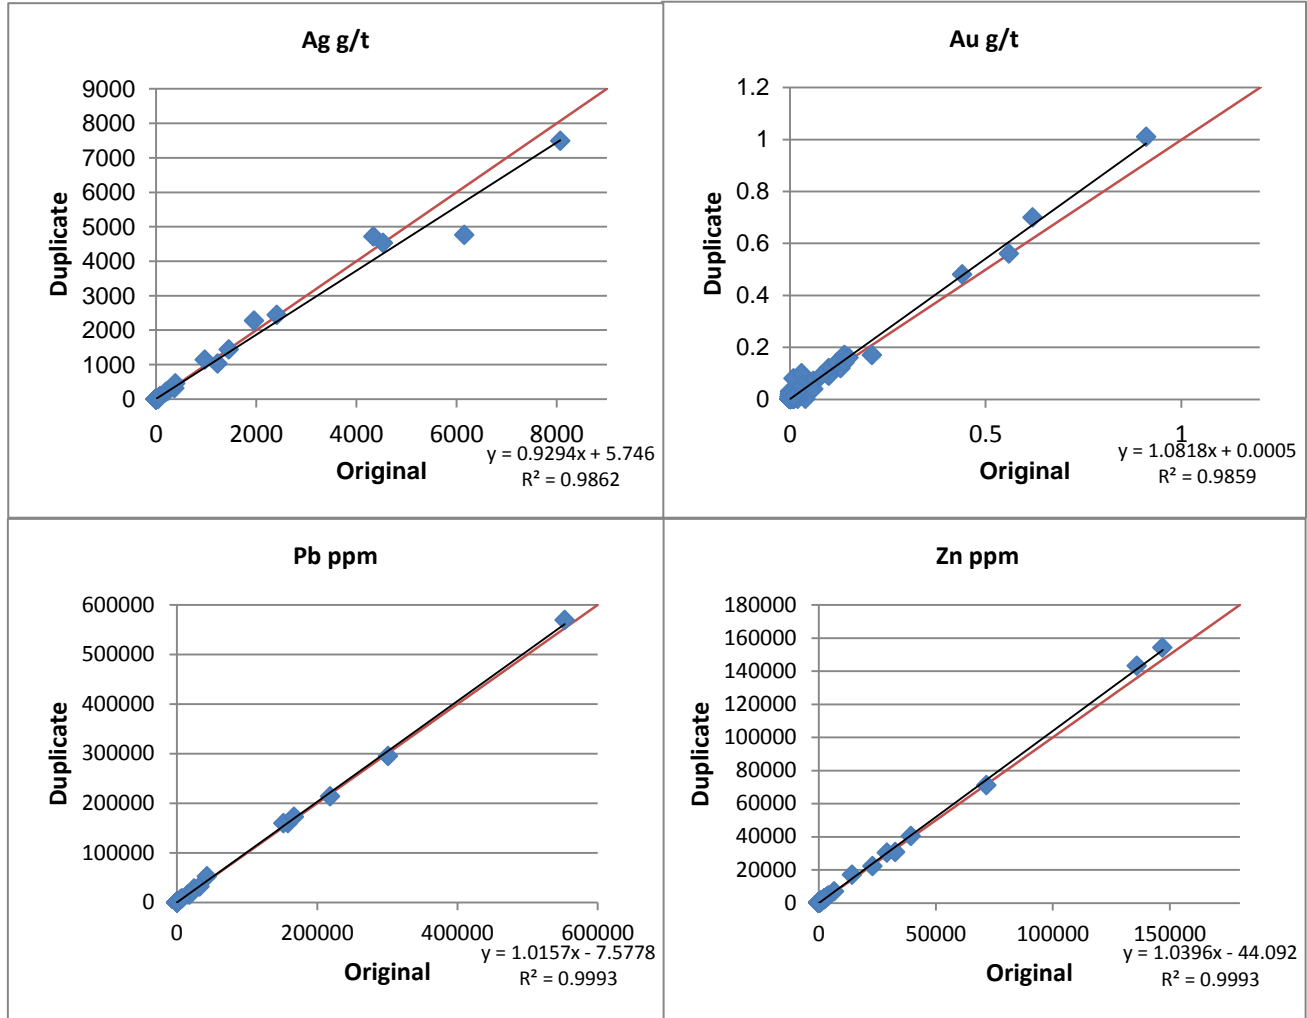 Ag g/t
9000
8000
7000
6000
5000
4000
3000
2000
1000
0
Duplicate
0 2000 4000 6000 8000
Original
y = 0.9294x + 5.746
R² = 0.9862
Au g/t
1.2
1
0.8
0.6
0.4
0.2
0
Duplicate
0 0.5 1
Original
y = 1.0818x + 0.0005
R² = 0.9859
Pb ppm
600000
500000
400000
300000
200000
100000
0
Duplicate
0 200000 400000 600000
Original
y = 1.0157x - 7.5778
R² = 0.9993
Zn ppm
180000
160000
140000
120000
100000
80000
60000
40000
20000
0
Duplicate
0 50000 100000 150000
Original
y = 1.0396x - 44.092
R² = 0.9993